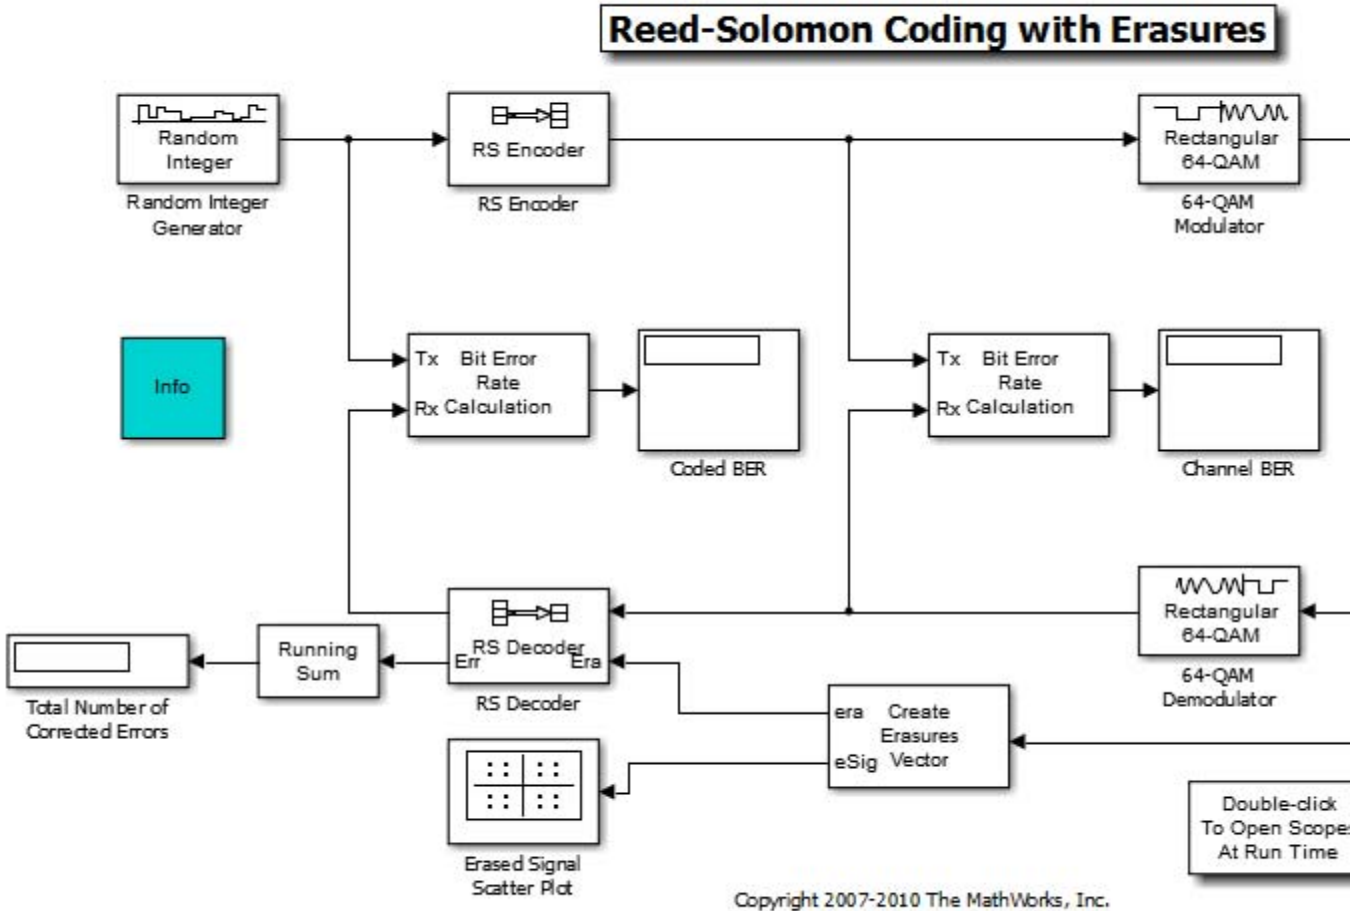 Reed-Solomon Coding with Erasures
Random
Integer
Random Integer
Generator
RS Encoder
RS Encoder
Rectangular
64-QAM
64-QAM
Modulator
Info
Tx Bit Error
Rate
Rx Calculation
Coded BER
Tx Bit Error
Rate
Rx Calculation
Channel BER
Total Number of
Corrected Errors
Running
Sum
RS Decoder
Err Era
RS Decoder
Rectangular
64-QAM
64-QAM
Demodulator
era Create
Erasures
eSig Vector
Erased Signal
Scatter Plot
Double-click
To Open Scopes
At Run Time
Copyright 2007-2010 The MathWorks, Inc.